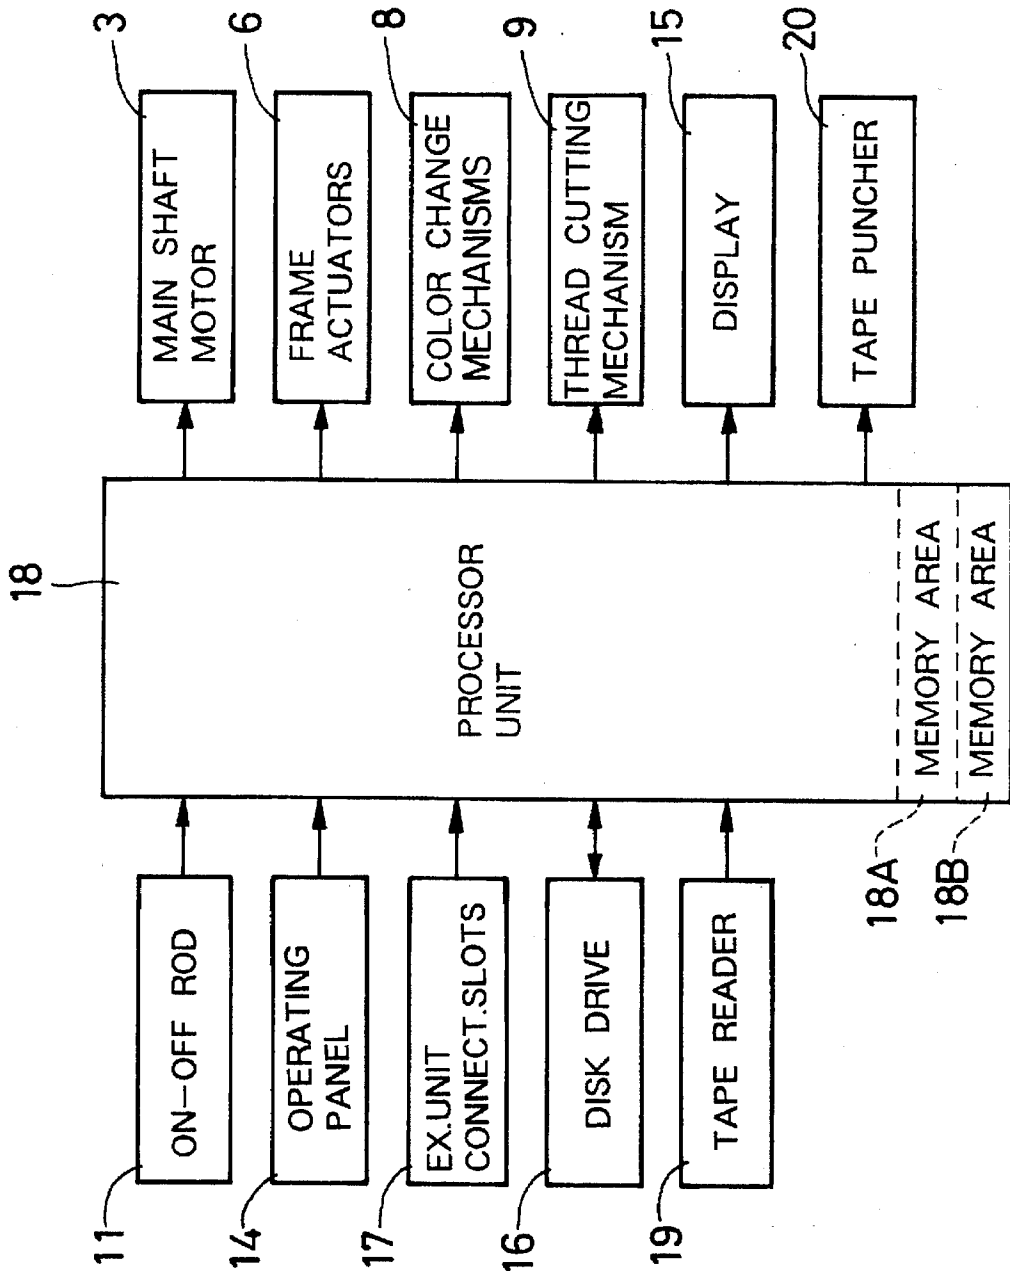 18
PROCESSOR
UNIT
MEMORY AREA
MEMORY AREA
18A
18B
11
ON-OFF ROD
14
OPERATING
PANEL
17
EX.UNIT
CONNECT.SLOTS
16
DISK DRIVE
19
TAPE READER
3
MAIN SHAFT
MOTOR
6
FRAME
ACTUATORS
8
COLOR CHANGE
MECHANISMS
9
THREAD CUTTING
MECHANISM
15
DISPLAY
20
TAPE PUNCHER